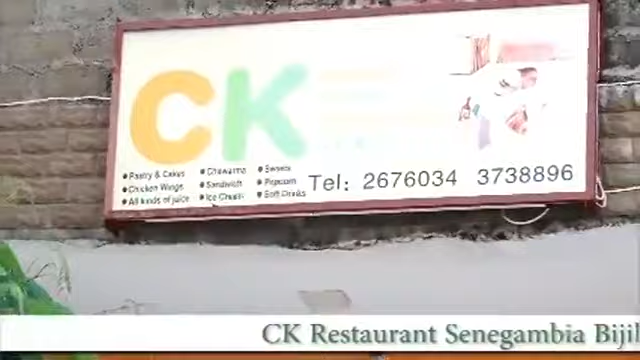 CK
• Pastry & Cakes
• Chicken Wings
• All kinds of juice
• Chawarma
• Sandwich
• Ice Cream
• Sweets
• Popcorn
• Soft Drinks
Tel: 2676034 3738896
CK Restaurant Senegambia Bijil